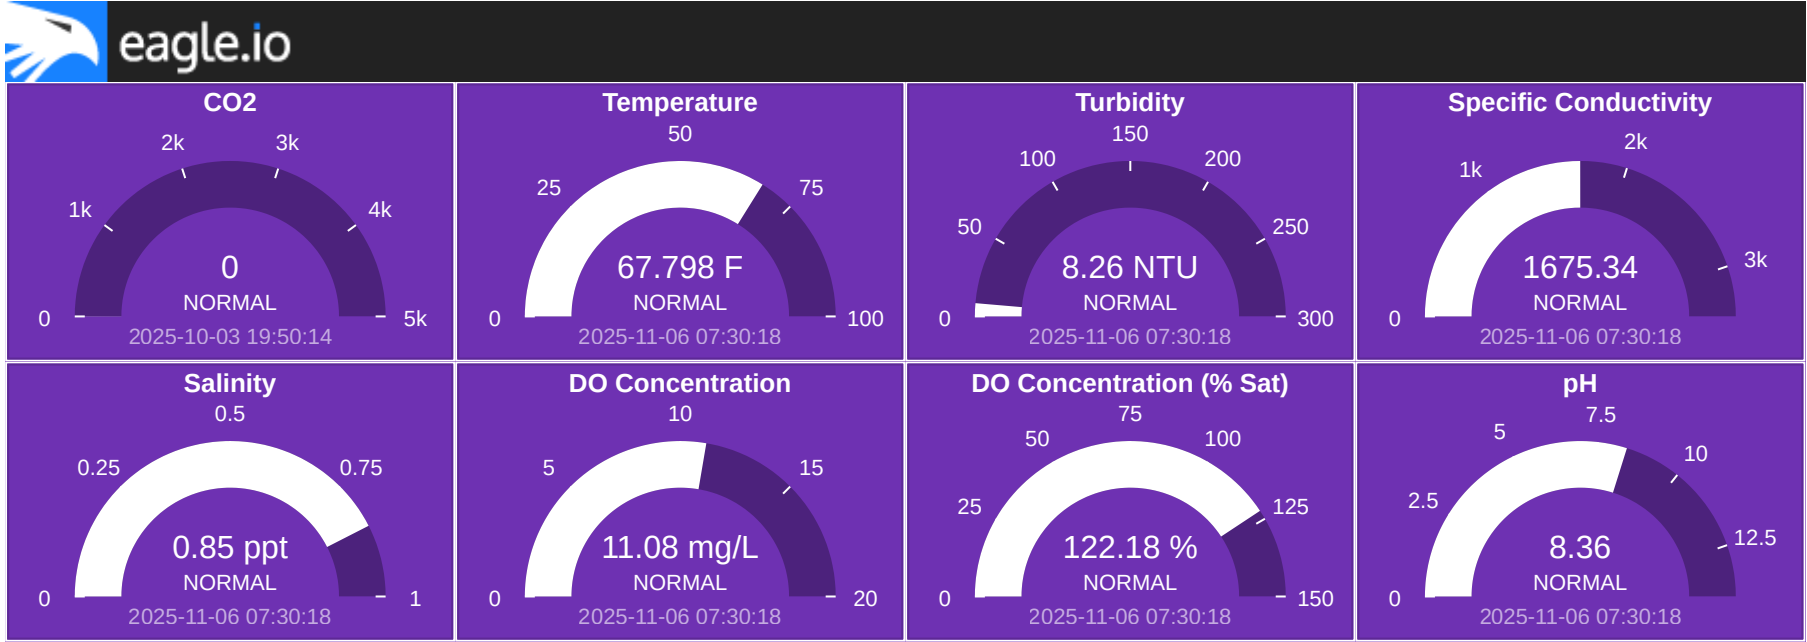 eagle.io
CO2
2k 3k
1k 4k
0 5k
0
NORMAL
2025-10-03 19:50:14
Temperature
50
25 75
0 100
67.798 F
NORMAL
2025-11-06 07:30:18
Turbidity
150
100 200
50 250
0 300
8.26 NTU
NORMAL
2025-11-06 07:30:18
Specific Conductivity
2k
1k
3k
0
1675.34
NORMAL
2025-11-06 07:30:18
Salinity
0.5
0.25 0.75
0 1
0.85 ppt
NORMAL
2025-11-06 07:30:18
DO Concentration
10
5 15
0 20
11.08 mg/L
NORMAL
2025-11-06 07:30:18
DO Concentration (% Sat)
75
50 100
25 125
0 150
122.18 %
NORMAL
2025-11-06 07:30:18
pH
7.5
5
10
2.5
12.5
0
8.36
NORMAL
2025-11-06 07:30:18